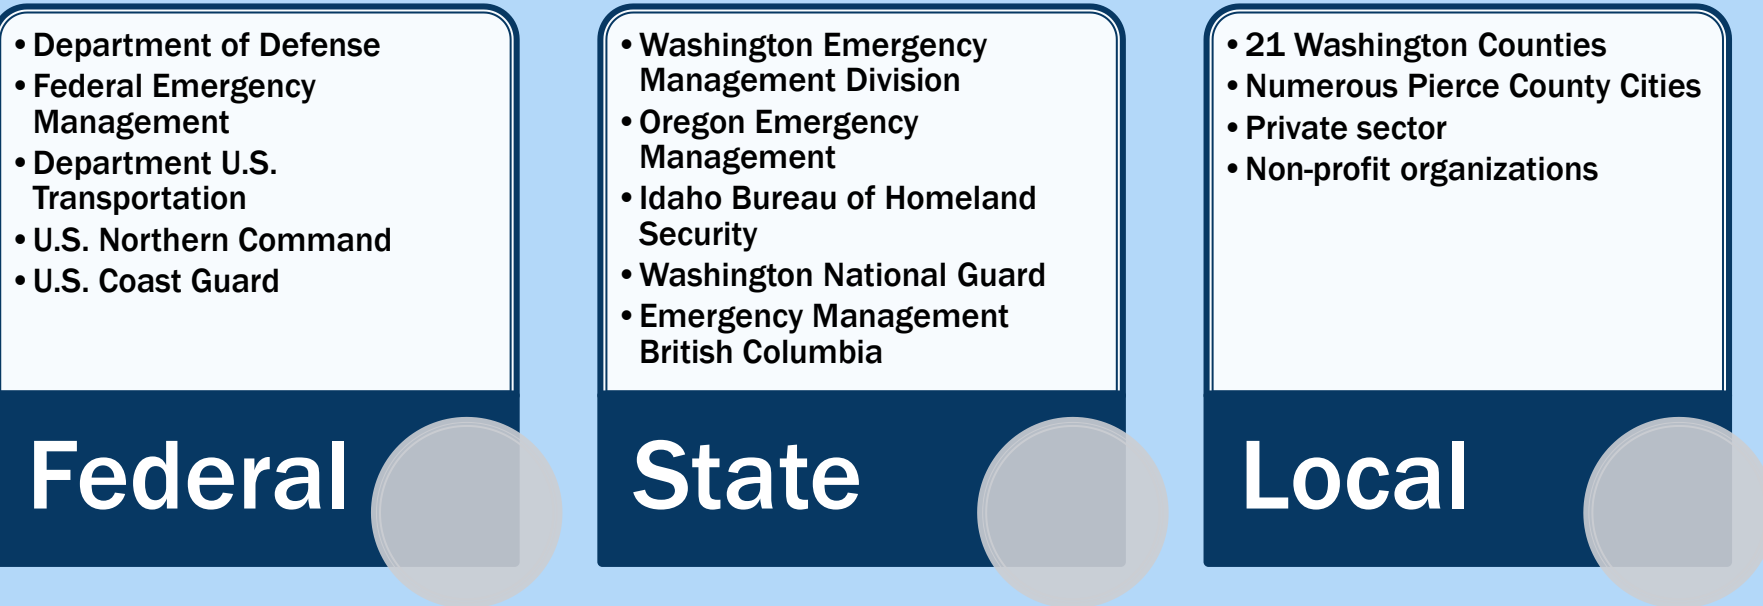 • Department of Defense
• Federal Emergency
Management
• Department U.S.
Transportation
• U.S. Northern Command
• U.S. Coast Guard
Federal
• Washington Emergency
Management Division
• Oregon Emergency
Management
• Idaho Bureau of Homeland
Security
• Washington National Guard
• Emergency Management
British Columbia
State
• 21 Washington Counties
• Numerous Pierce County Cities
• Private sector
• Non-profit organizations
Local